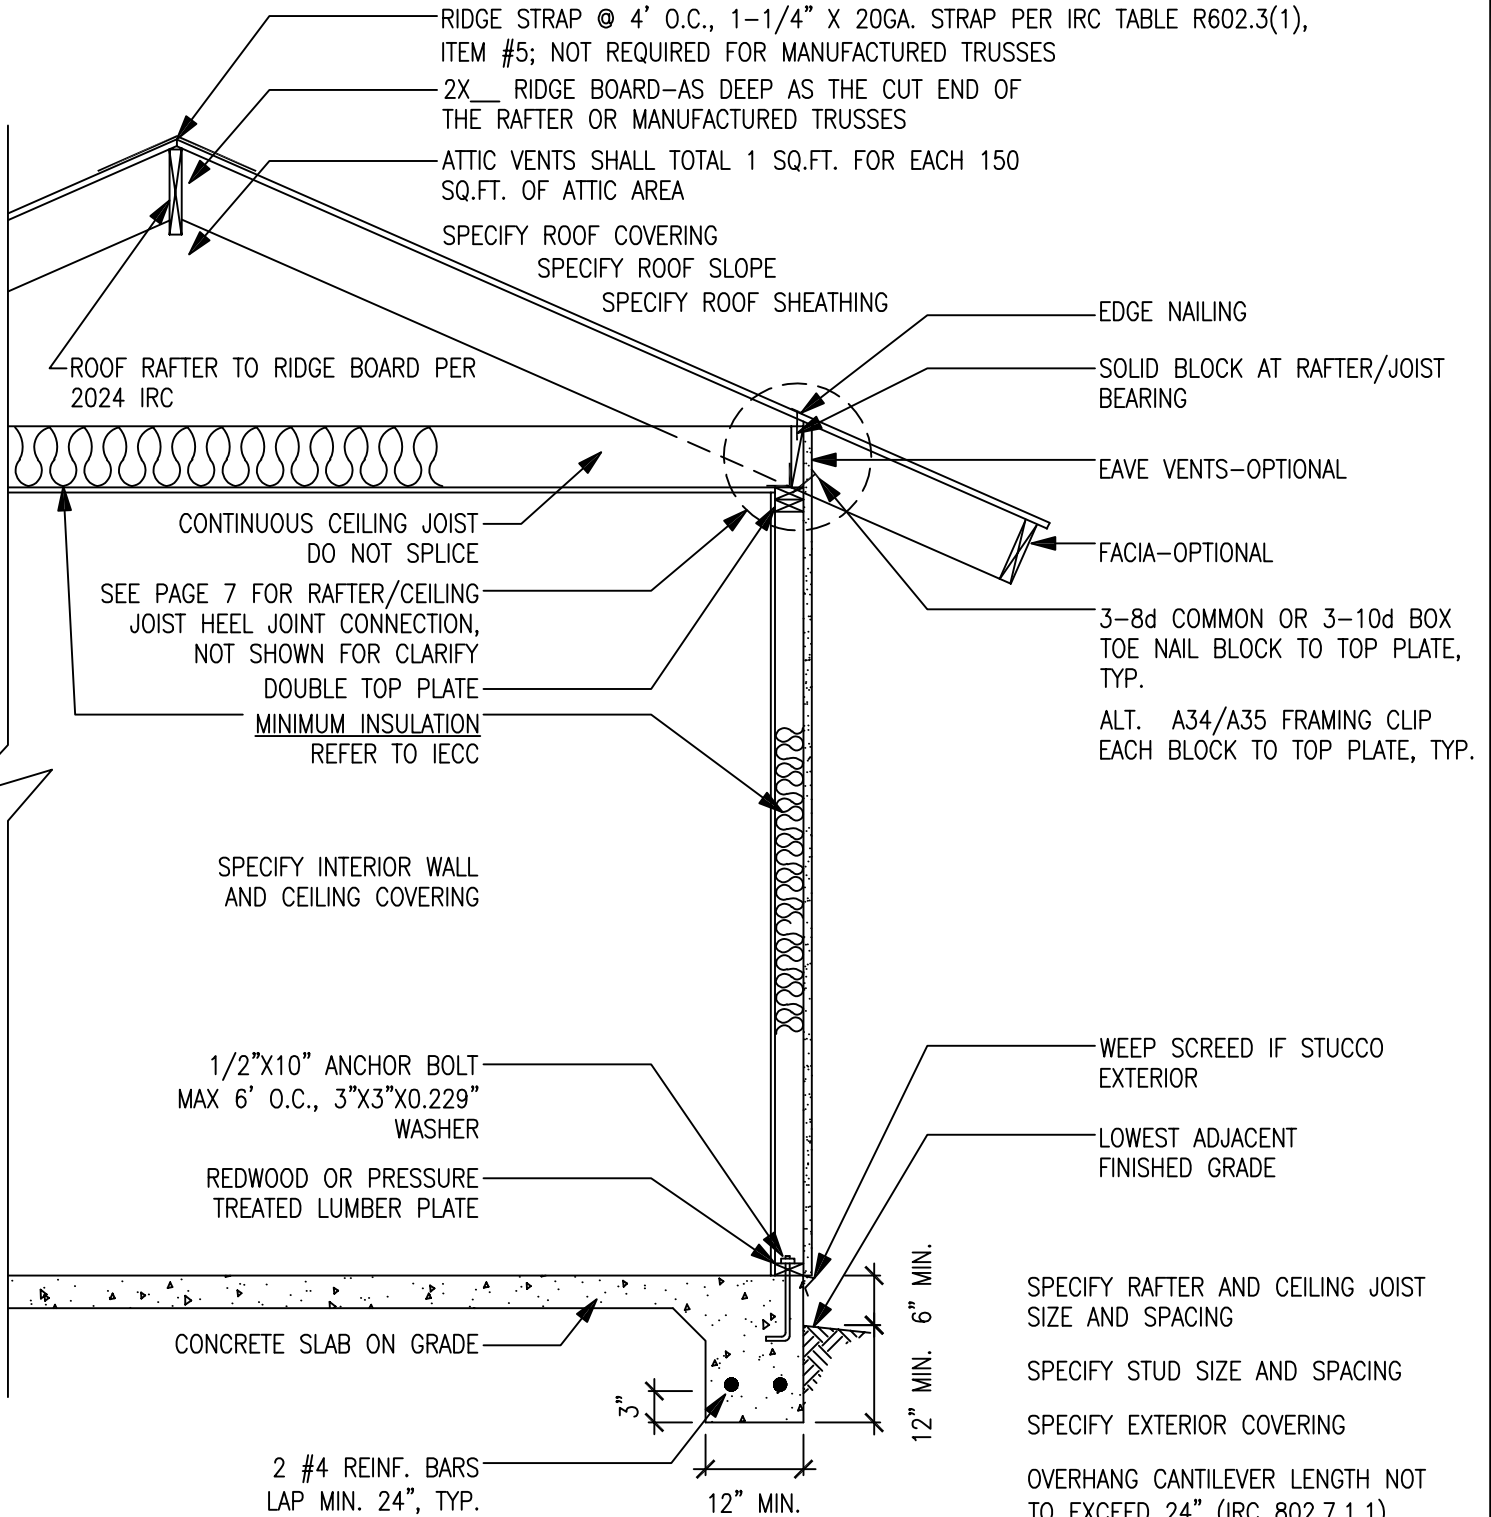 RIDGE STRAP @ 4' O.C., 1-1/4" X 20GA. STRAP PER IRC TABLE R602.3(1),
ITEM #5; NOT REQUIRED FOR MANUFACTURED TRUSSES
2X__ RIDGE BOARD-AS DEEP AS THE CUT END OF
THE RAFTER OR MANUFACTURED TRUSSES
ATTIC VENTS SHALL TOTAL 1 SQ.FT. FOR EACH 150
SQ.FT. OF ATTIC AREA
SPECIFY ROOF COVERING
SPECIFY ROOF SLOPE
SPECIFY ROOF SHEATHING
EDGE NAILING
SOLID BLOCK AT RAFTER/JOIST
BEARING
ROOF RAFTER TO RIDGE BOARD PER
2024 IRC
EAVE VENTS-OPTIONAL
CONTINUOUS CEILING JOIST
DO NOT SPLICE
FACIA-OPTIONAL
SEE PAGE 7 FOR RAFTER/CEILING
JOIST HEEL JOINT CONNECTION,
NOT SHOWN FOR CLARIFY
3-8d COMMON OR 3-10d BOX
TOE NAIL BLOCK TO TOP PLATE,
TYP.
DOUBLE TOP PLATE
MINIMUM INSULATION
REFER TO IECC
ALT. A34/A35 FRAMING CLIP
EACH BLOCK TO TOP PLATE, TYP.
SPECIFY INTERIOR WALL
AND CEILING COVERING
1/2"X10" ANCHOR BOLT
MAX 6' O.C., 3"X3"X0.229"
WASHER
WEEP SCREED IF STUCCO
EXTERIOR
LOWEST ADJACENT
FINISHED GRADE
REDWOOD OR PRESSURE
TREATED LUMBER PLATE
6" MIN.
12" MIN.
CONCRETE SLAB ON GRADE
3"
2 #4 REINF. BARS
LAP MIN. 24", TYP.
12" MIN.
SPECIFY RAFTER AND CEILING JOIST
SIZE AND SPACING
SPECIFY STUD SIZE AND SPACING
SPECIFY EXTERIOR COVERING
OVERHANG CANTILEVER LENGTH NOT
TO EXCEED 24" (IRC 802.7.1.1)